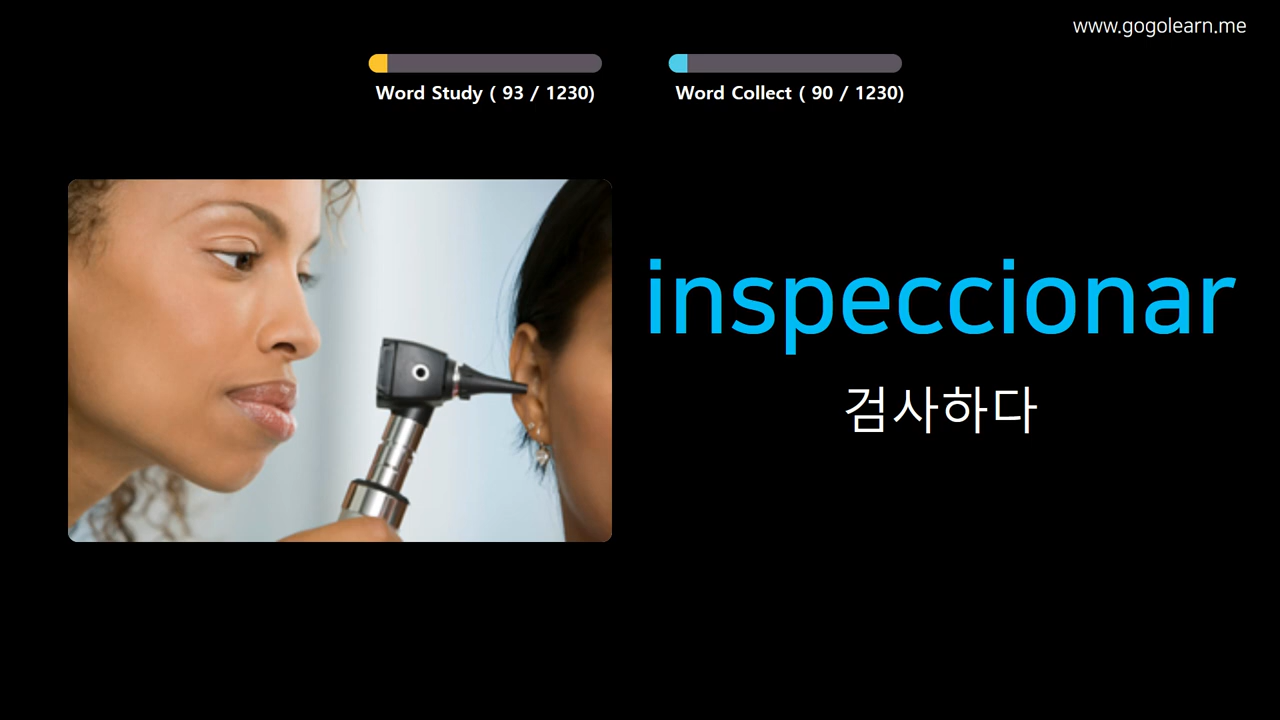 www.gogolearn.me
Word Study ( 93 / 1230)
Word Collect ( 90 / 1230)
inspeccionar
검사하다